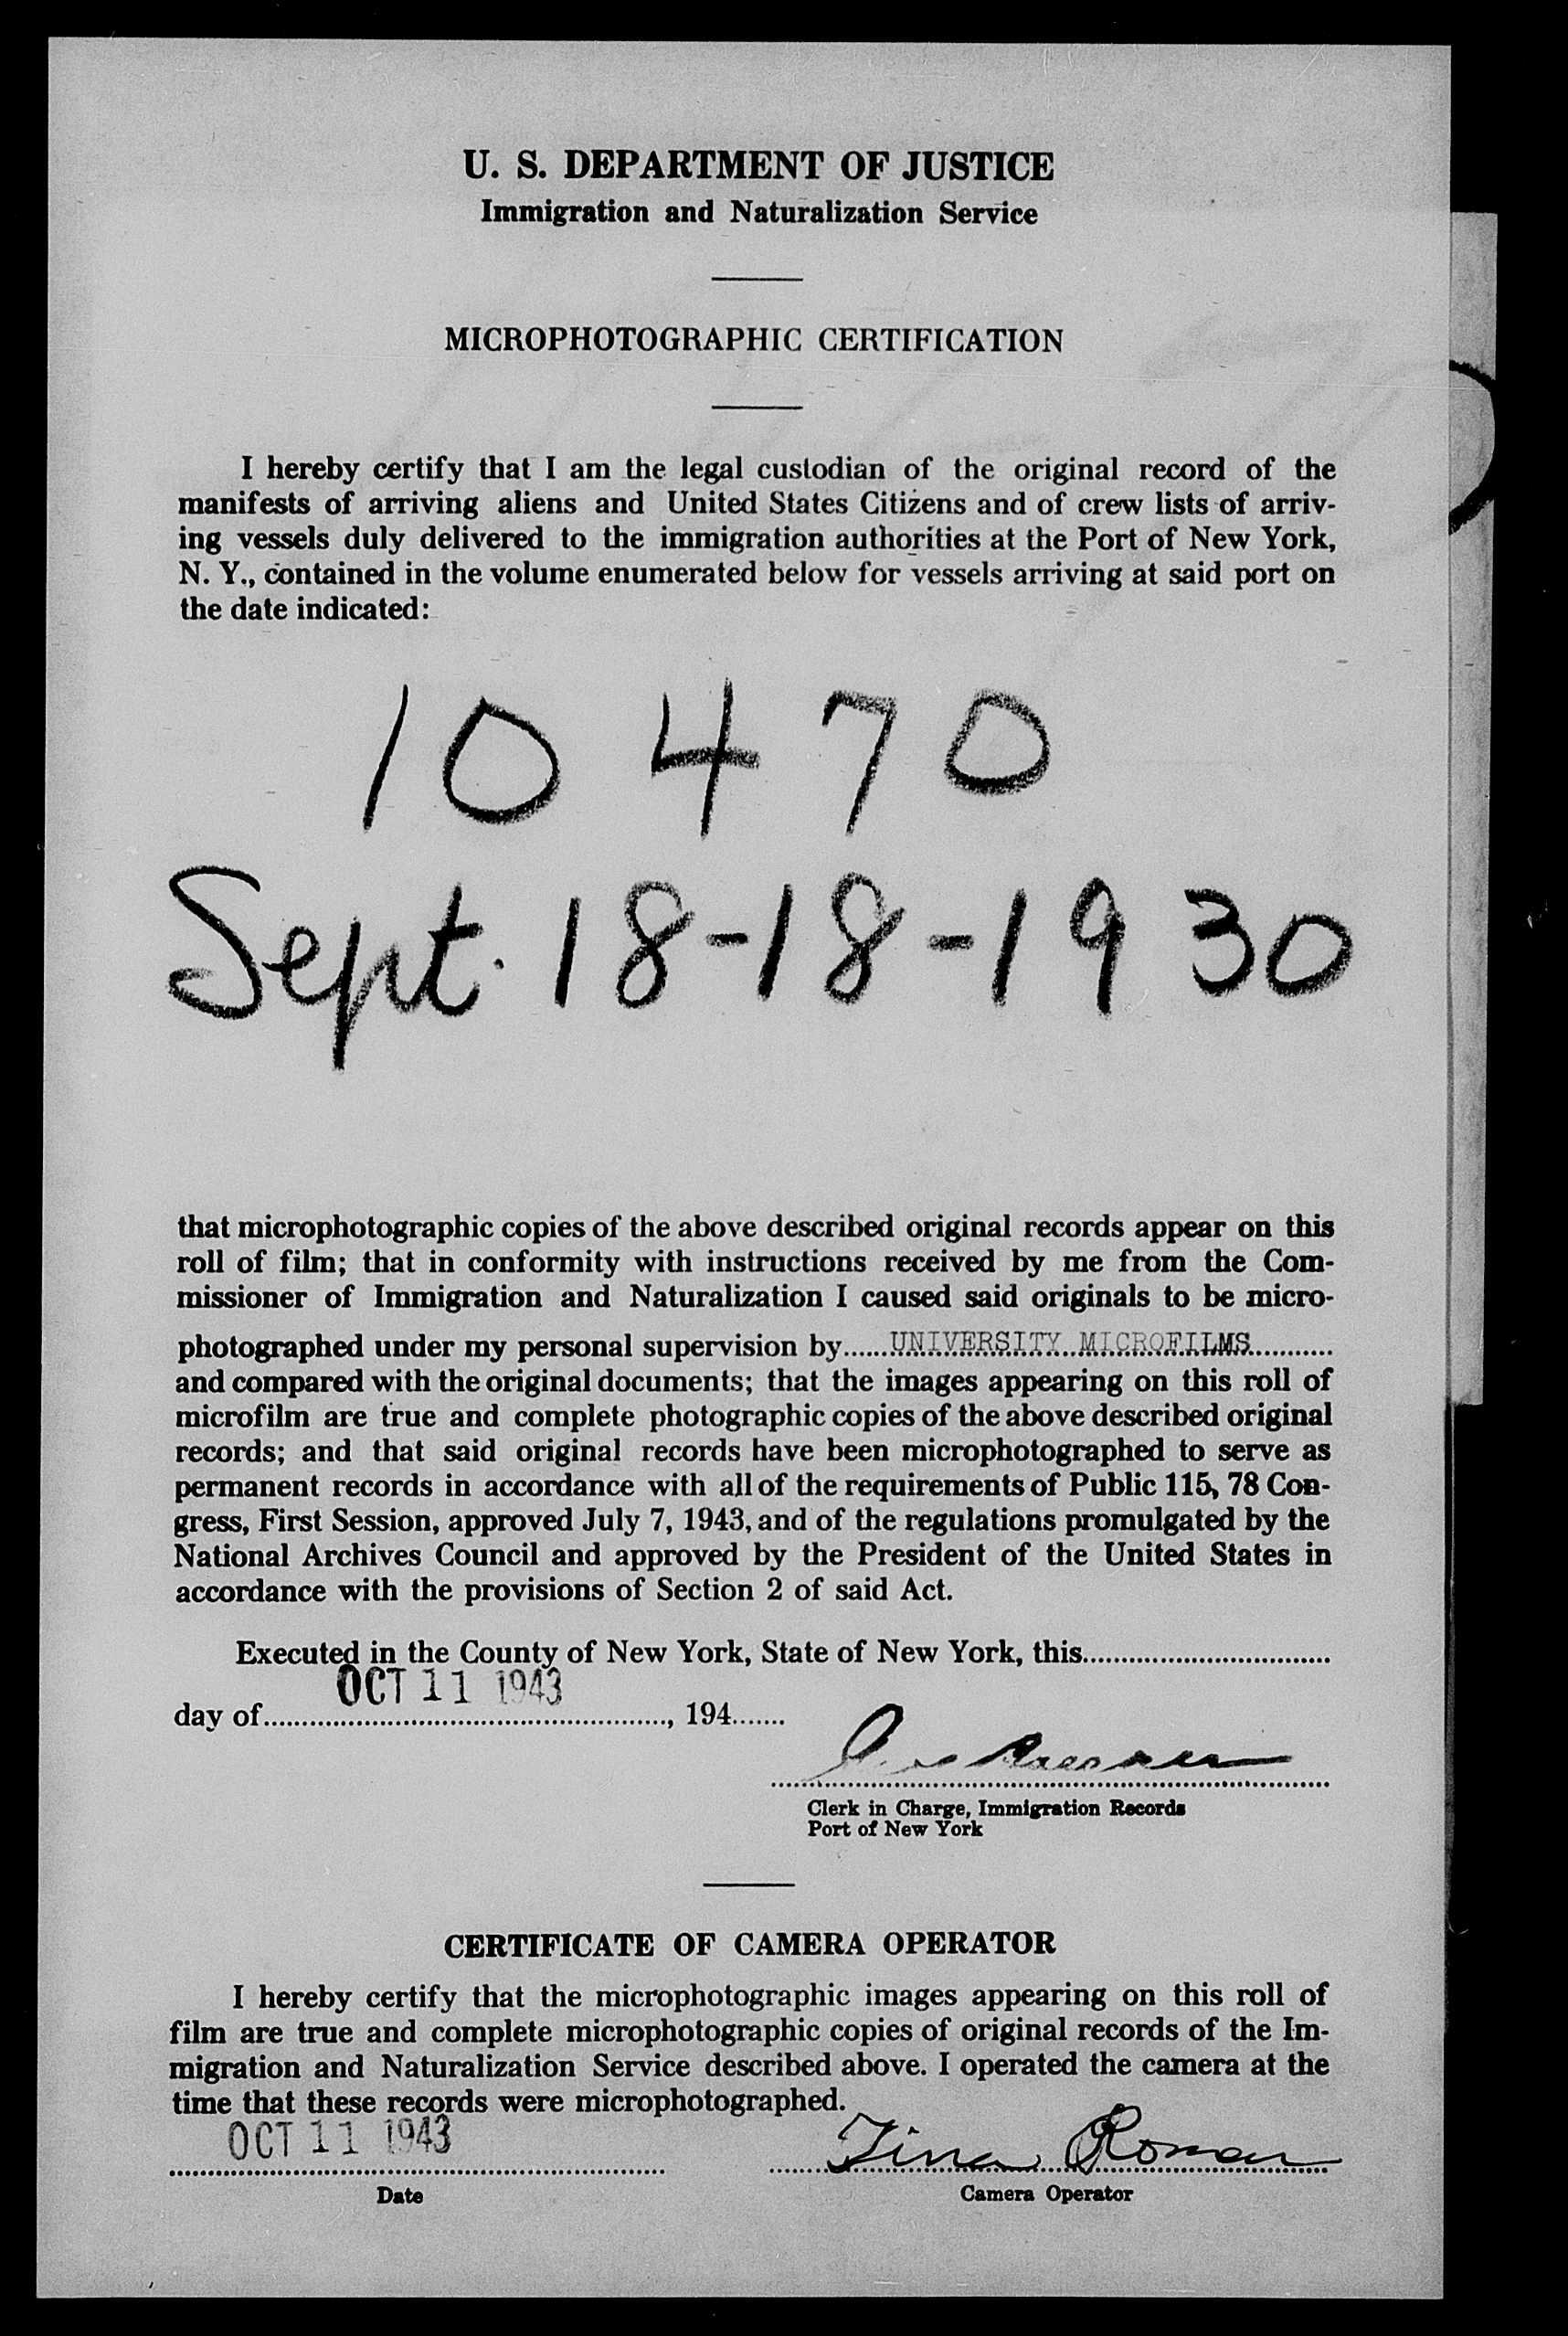 U. S. DEPARTMENT OF JUSTICE
Immigration and Naturalization Service
MICROPHOTOGRAPHIC CERTIFICATION
I hereby certify that I am the legal custodian of the original record of the
manifests of arriving aliens and United States Citizens and of crew lists of arriv-
ing vessels duly delivered to the immigration authorities at the Port of New York,
N. Y., contained in the volume enumerated below for vessels arriving at said port on
the date indicated:
10470
Sept. 18-18-1930
that microphotographic copies of the above described original records appear on this
roll of film; that in conformity with instructions received by me from the Com-
missioner of Immigration and Naturalization I caused said originals to be micro-
photographed under my personal supervision by......UNIVERSITY MICROFILMS...........
and compared with the original documents; that the images appearing on this roll of
microfilm are true and complete photographic copies of the above described original
records; and that said original records have been microphotographed to serve as
permanent records in accordance with all of the requirements of Public 115, 78 Con-
gress, First Session, approved July 7, 1943, and of the regulations promulgated by the
National Archives Council and approved by the President of the United States in
accordance with the provisions of Section 2 of said Act.
Executed in the County of New York, State of New York, this................................
OCT 11 1943
day of...................................................., 194.......
Clerk in Charge, Immigration Records
Port of New York
CERTIFICATE OF CAMERA OPERATOR
I hereby certify that the microphotographic images appearing on this roll of
film are true and complete microphotographic copies of original records of the Im-
migration and Naturalization Service described above. I operated the camera at the
time that these records were microphotographed.
OCT 11 1943 Tina Roman
Date Camera Operator